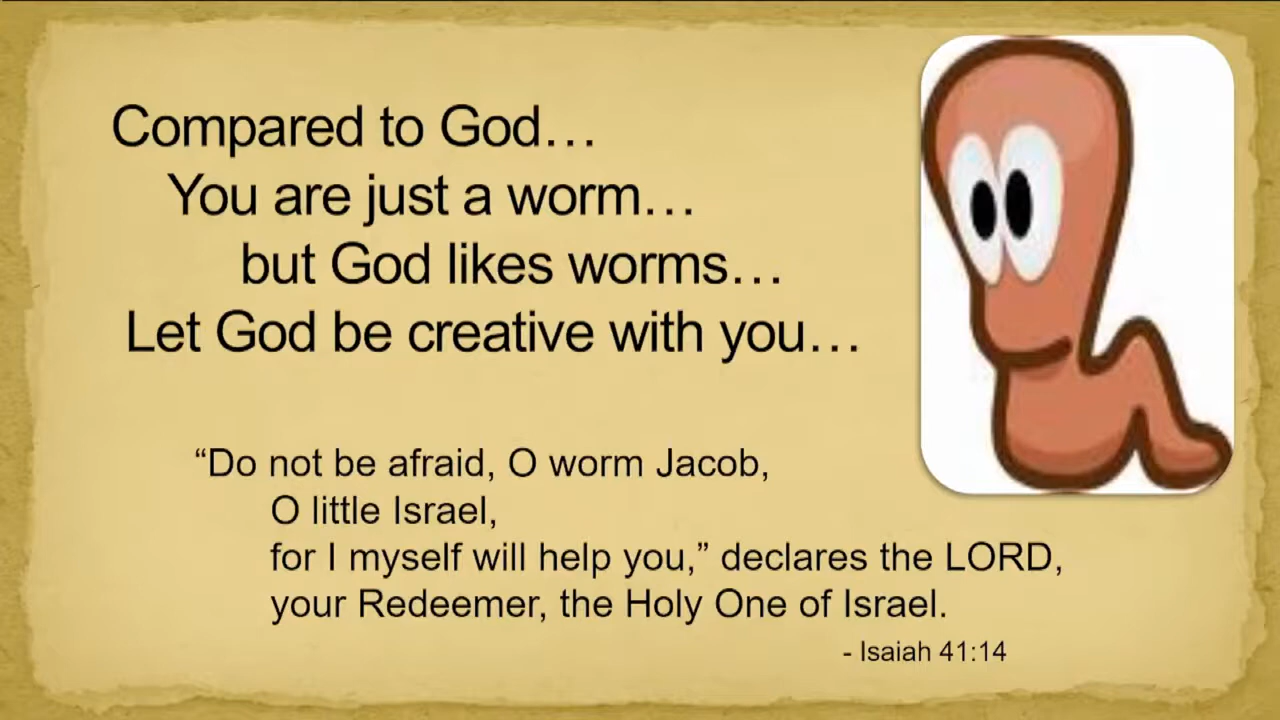 Compared to God…
You are just a worm…
but God likes worms…
Let God be creative with you…
“Do not be afraid, O worm Jacob,
O little Israel,
for I myself will help you,” declares the LORD,
your Redeemer, the Holy One of Israel.
- Isaiah 41:14